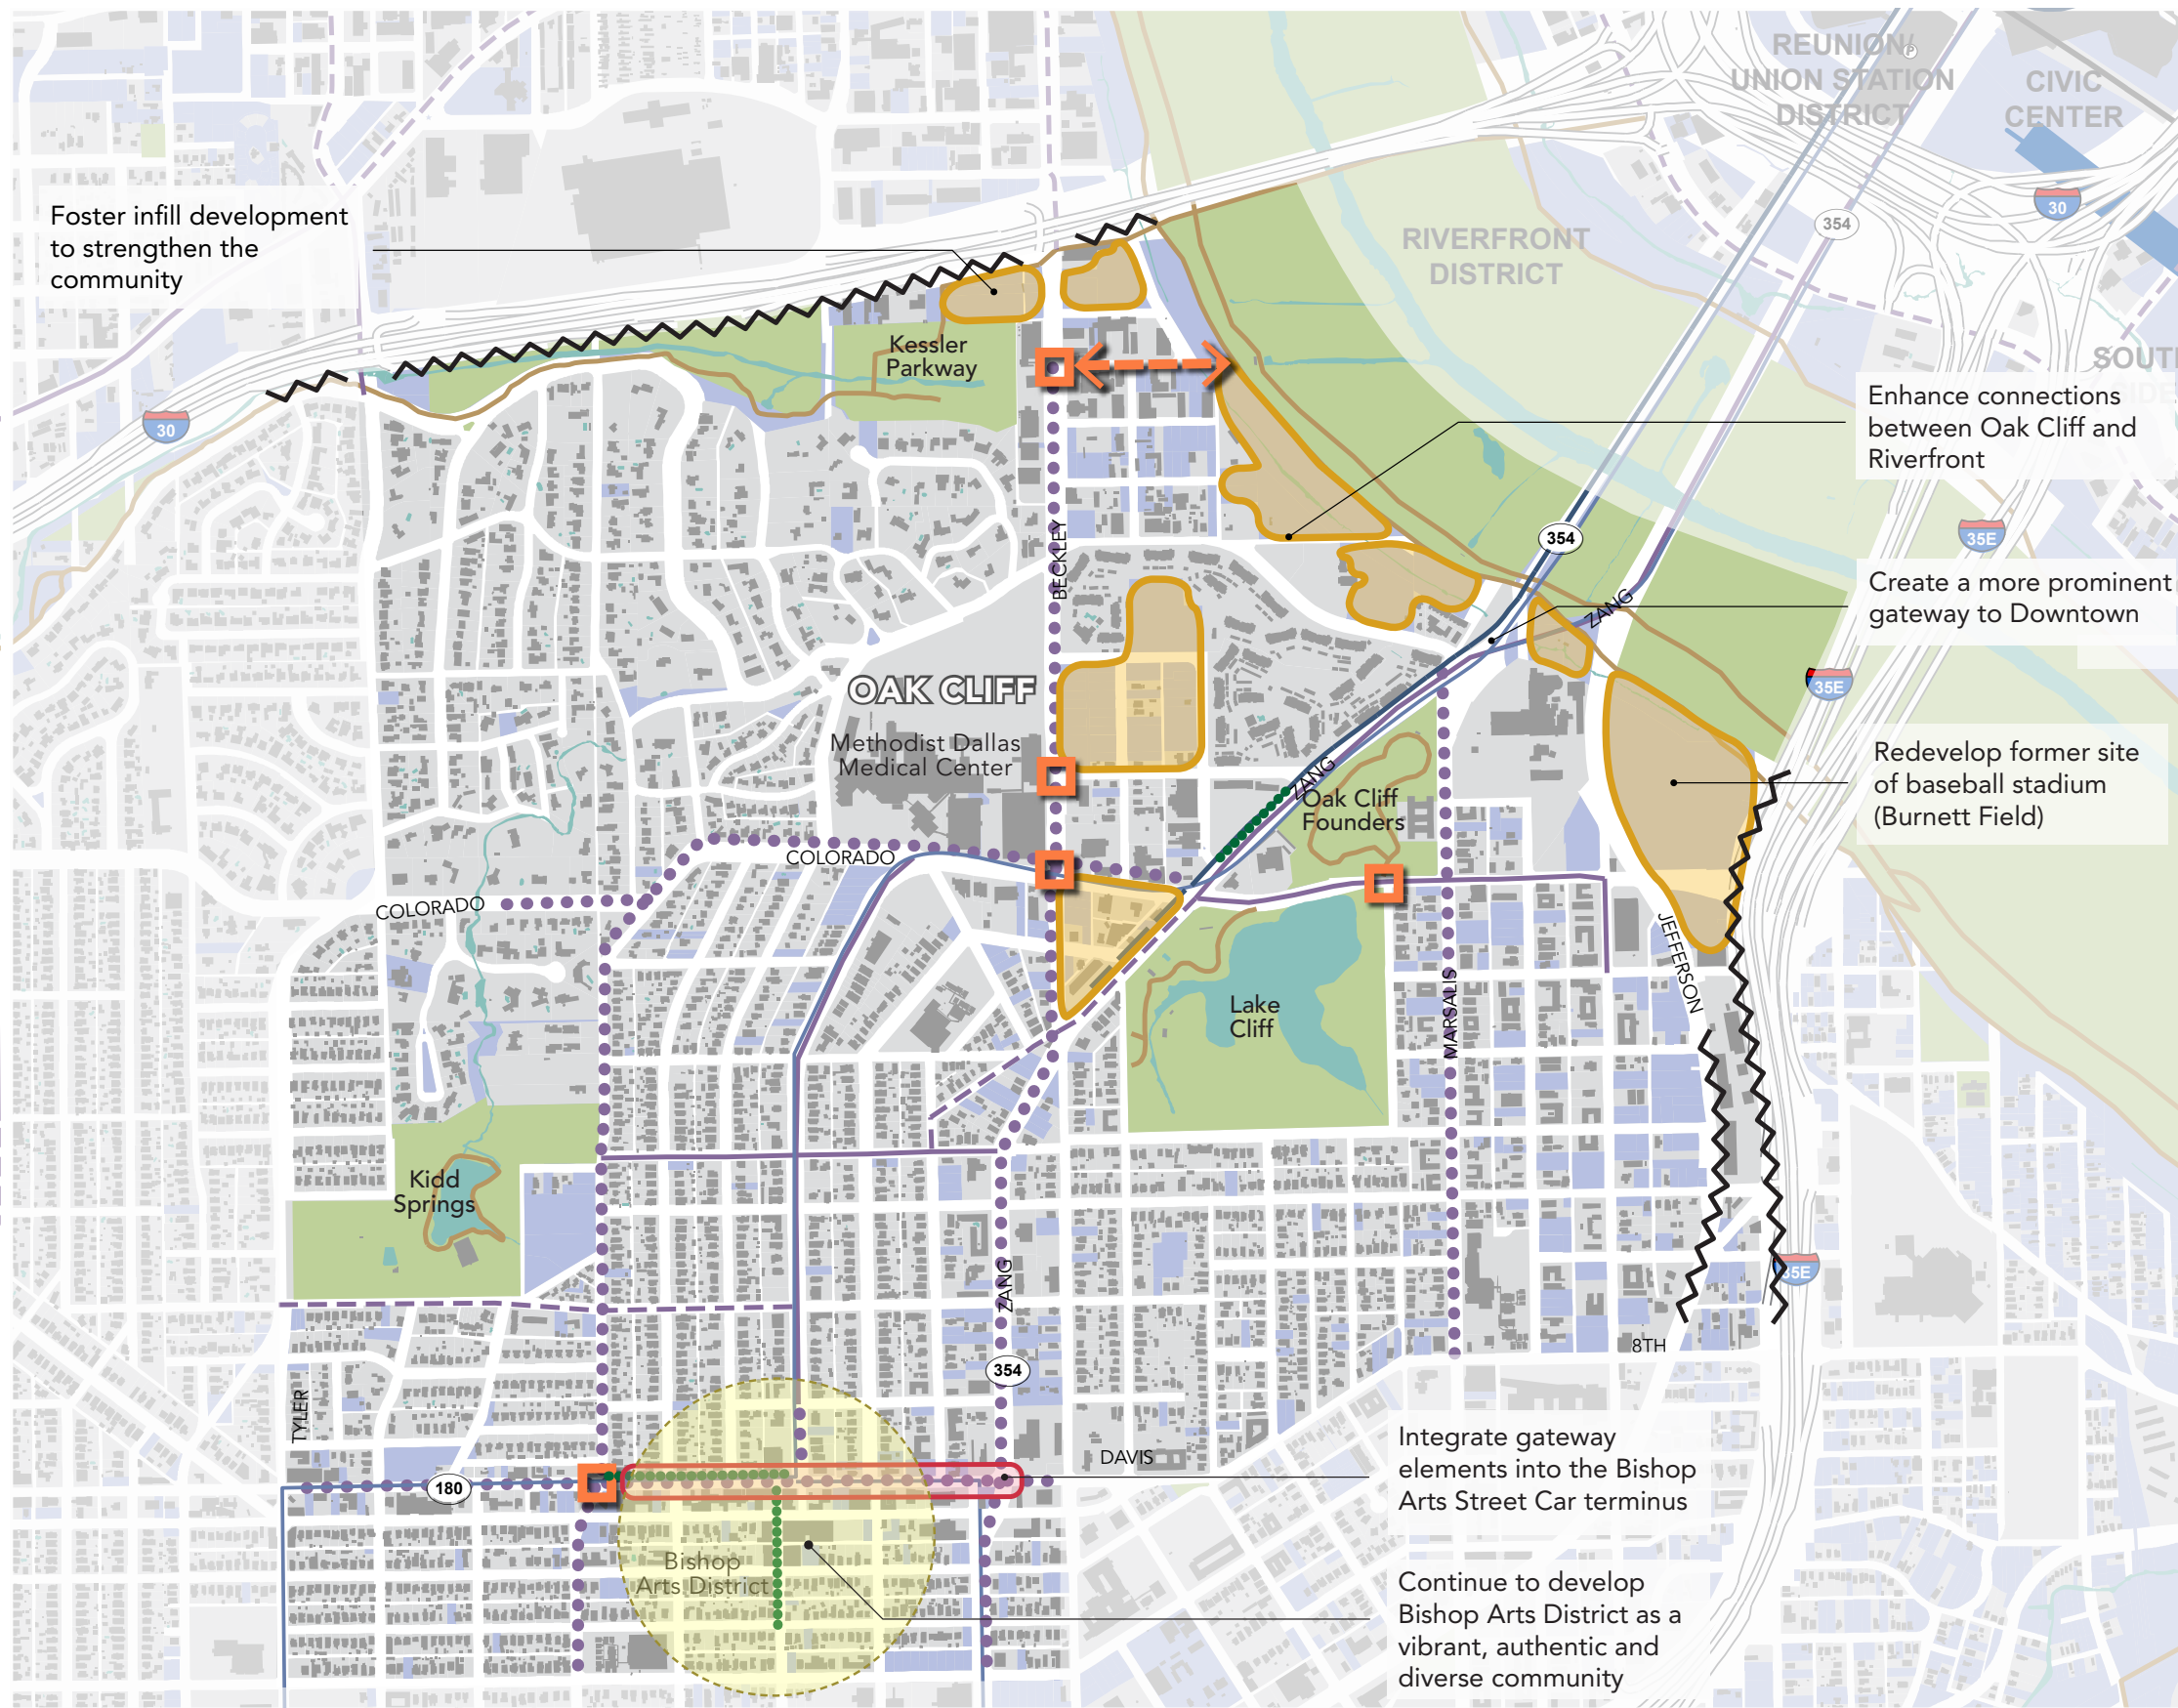 REUNION/
UNION STATION
DISTRICT
P
CIVIC
CENTER
30
354
Foster infill development
to strengthen the
community
RIVERFRONT
DISTRICT
Kessler
Parkway
30
Enhance connections
between Oak Cliff and
Riverfront
354
35E
BECKLEY
Create a more prominent
gateway to Downtown
ZANG
35E
OAK CLIFF
Methodist Dallas
Medical Center
Redevelop former site
of baseball stadium
(Burnett Field)
ZANG
Oak Cliff
Founders
COLORADO
COLORADO
JEFFERSON
Lake
Cliff
MARSALIS
Kidd
Springs
ZANG
35E
8TH
354
TYLER
DAVIS
180
Integrate gateway
elements into the Bishop
Arts Street Car terminus
Bishop
Arts District
Continue to develop
Bishop Arts District as a
vibrant, authentic and
diverse community